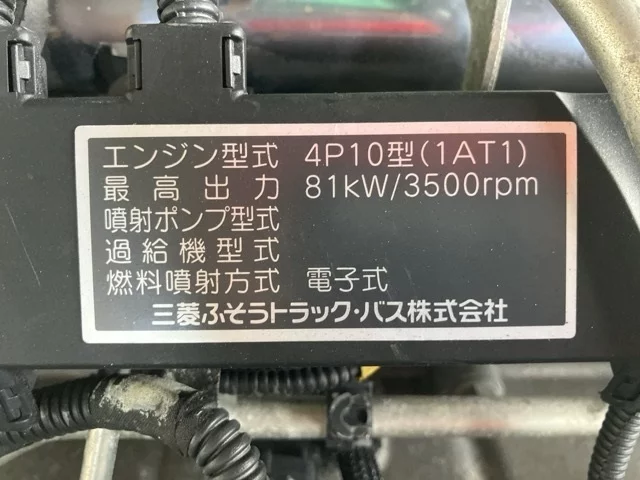 エンジン型式 4P10型(1AT1)
最高出力 81kW/3500rpm
噴射ポンプ型式
過給機型式
燃料噴射方式 電子式
三菱ふそうトラック・バス株式会社